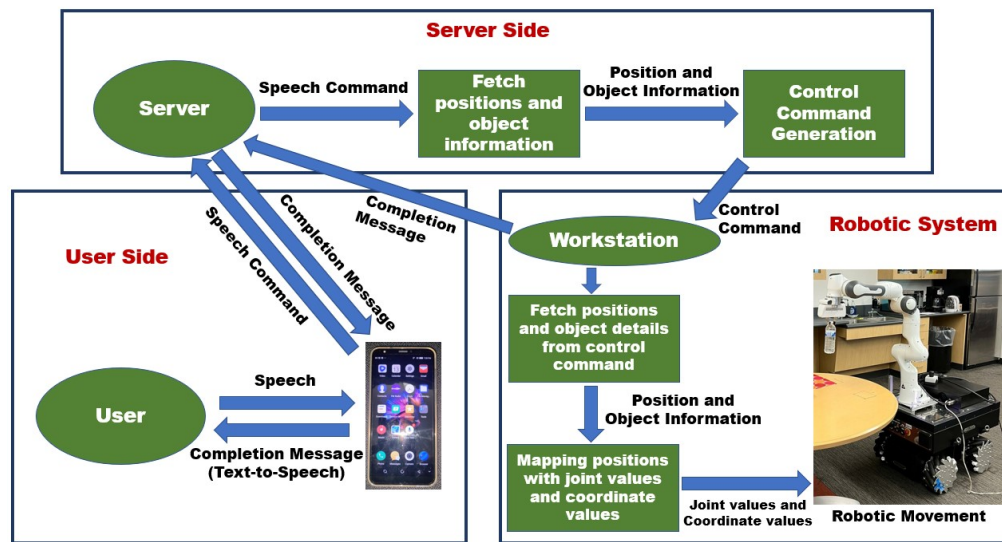 Server Side
Server
Speech Command
Fetch
positions and
object
information
Position and
Object Information
Control
Command
Generation
User Side
Speech Command
Completion Message
Completion
Message
User
Speech
Completion Message
(Text-to-Speech)
Control
Command
Robotic System
Workstation
Fetch positions
and object details
from control
command
Position and
Object Information
Mapping positions
with joint values
and coordinate
values
Joint values and
Coordinate values
Robotic Movement